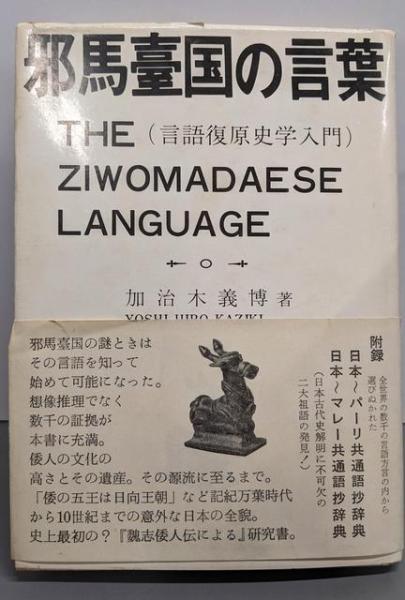 邪馬臺国の言葉
THE (言語復原史学入門)
ZIWOMADAESE
LANGUAGE
加治木義博 著
YOSHI HIRO KAZIKI
邪馬臺国の謎ときは
その言語を知って
始めて可能になった。
想像推理でなく
数千の証拠が
本書に充満。
倭人の文化の
高さとその遺産。その源流に至るまで。
「倭の五王は日向王朝」など記紀万葉時代
から10世紀までの意外な日本の全貌。
史上最初の?『魏志倭人伝による』研究書。
附録
全世界の数千の言語方言の内から
選びぬかれた
日本〜パーリ共通語抄辞典
日本〜マレー共通語抄辞典
(日本古代史解明に不可欠の
二大祖語の発見!)